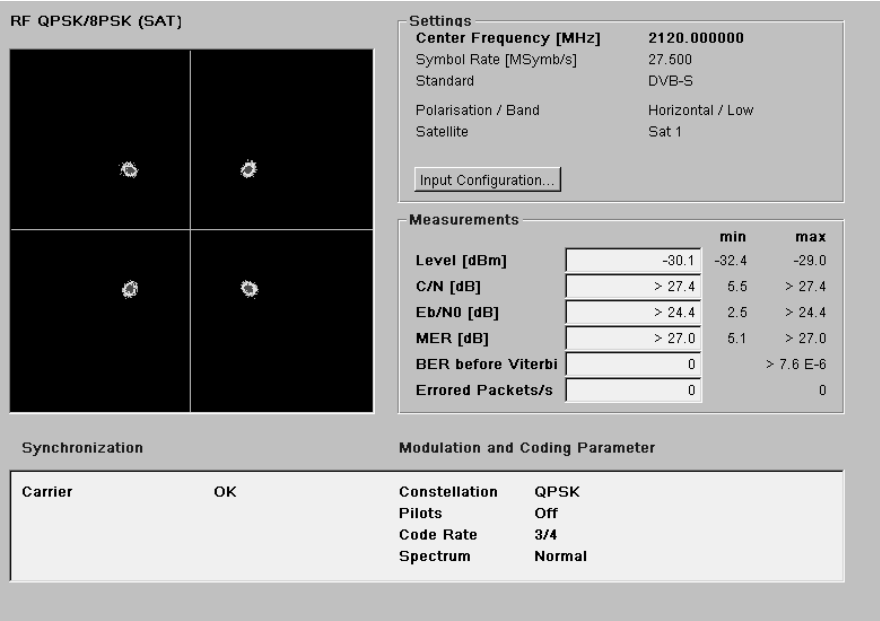 RF QPSK/8PSK (SAT)
Settings
Center Frequency [MHz] 2120.000000
Symbol Rate [MSymb/s] 27.500
Standard DVB-S
Polarisation / Band Horizontal / Low
Satellite Sat 1
Input Configuration...
Measurements
min max
Level [dBm] -30.1 -32.4 -29.0
C/N [dB] > 27.4 5.5 > 27.4
Eb/N0 [dB] > 24.4 2.5 > 24.4
MER [dB] > 27.0 5.1 > 27.0
BER before Viterbi 0 > 7.6 E-6
Errored Packets/s 0 0
Synchronization
Carrier OK
Modulation and Coding Parameter
Constellation QPSK
Pilots Off
Code Rate 3/4
Spectrum Normal